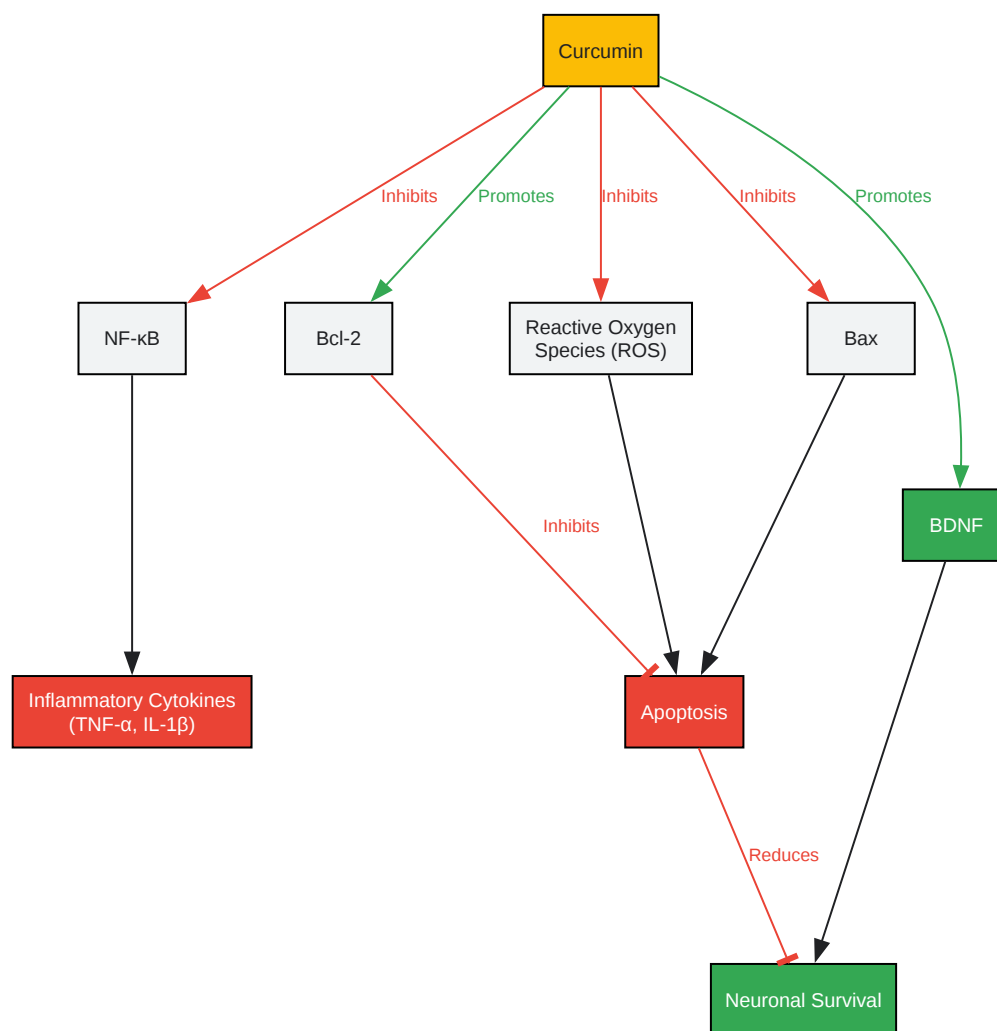 Curcumin
Inhibits
Promotes
Inhibits
Inhibits
Promotes
NF-κB
Bcl-2
Reactive Oxygen
Species (ROS)
Bax
BDNF
Inhibits
Inflammatory Cytokines
(TNF-α, IL-1β)
Apoptosis
Reduces
Neuronal Survival